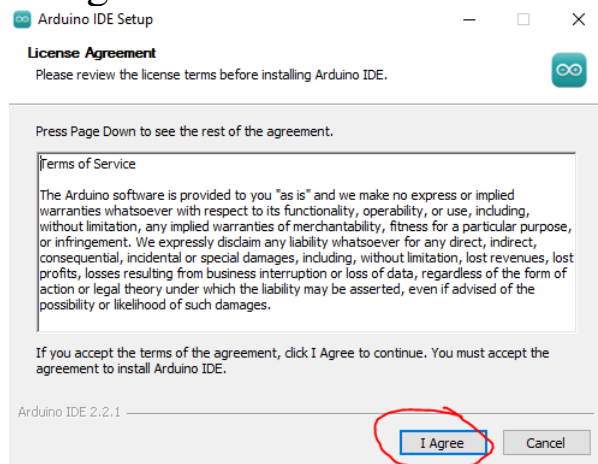 Arduino IDE Setup
License Agreement
Please review the license terms before installing Arduino IDE.
Press Page Down to see the rest of the agreement.
Terms of Service
The Arduino software is provided to you "as is" and we make no express or implied
warranties whatsoever with respect to its functionality, operability, or use, including,
without limitation, any implied warranties of merchantability, fitness for a particular purpose,
or infringement. We expressly disclaim any liability whatsoever for any direct, indirect,
consequential, incidental or special damages, including, without limitation, lost revenues, lost
profits, losses resulting from business interruption or loss of data, regardless of the form of
action or legal theory under which the liability may be asserted, even if advised of the
possibility or likelihood of such damages.
If you accept the terms of the agreement, click I Agree to continue. You must accept the
agreement to install Arduino IDE.
Arduino IDE 2.2.1
I Agree Cancel